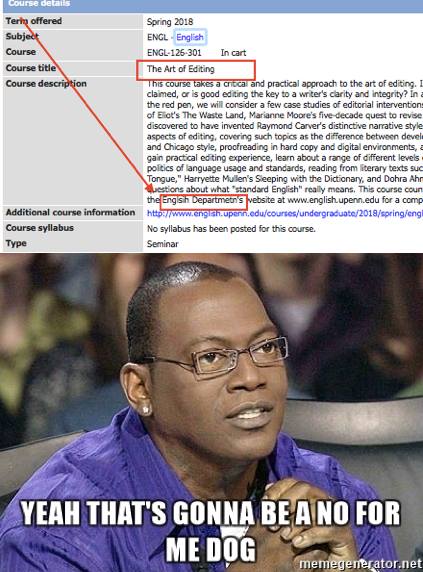 Course details
Term offered Spring 2018
Subject ENGL - English
Course ENGL-126-301 In cart
Course title The Art of Editing
Course description This course takes a critical and practical approach to the art of editing. I
claimed, or is good editing the key to a writer's clarity and integrity? In a
the red pen, we will consider a few case studies of editorial intervention
of Eliot's The Waste Land, Marianne Moore's five-decade quest to revise
discovered to have invented Raymond Carver's distinctive narrative style
aspects of editing, covering such topics as the difference between devel
and Chicago style, proofreading in hard copy and digital environments, a
gain practical editing experience, learn about a range of different levels
politics of language usage and standards, reading from literary texts suc
Tongue," Harryette Mullen's Sleeping with the Dictionary, and Dohra Ahr
questions about what "standard English" really means. This course coun
the Englsih Departmetn's website at www.english.upenn.edu for a comp
Additional course information http://www.english.upenn.edu/courses/undergraduate/2018/spring/engl
Course syllabus No syllabus has been posted for this course.
Type Seminar
YEAH THAT'S GONNA BE A NO FOR
ME DOG
memegenerator.net